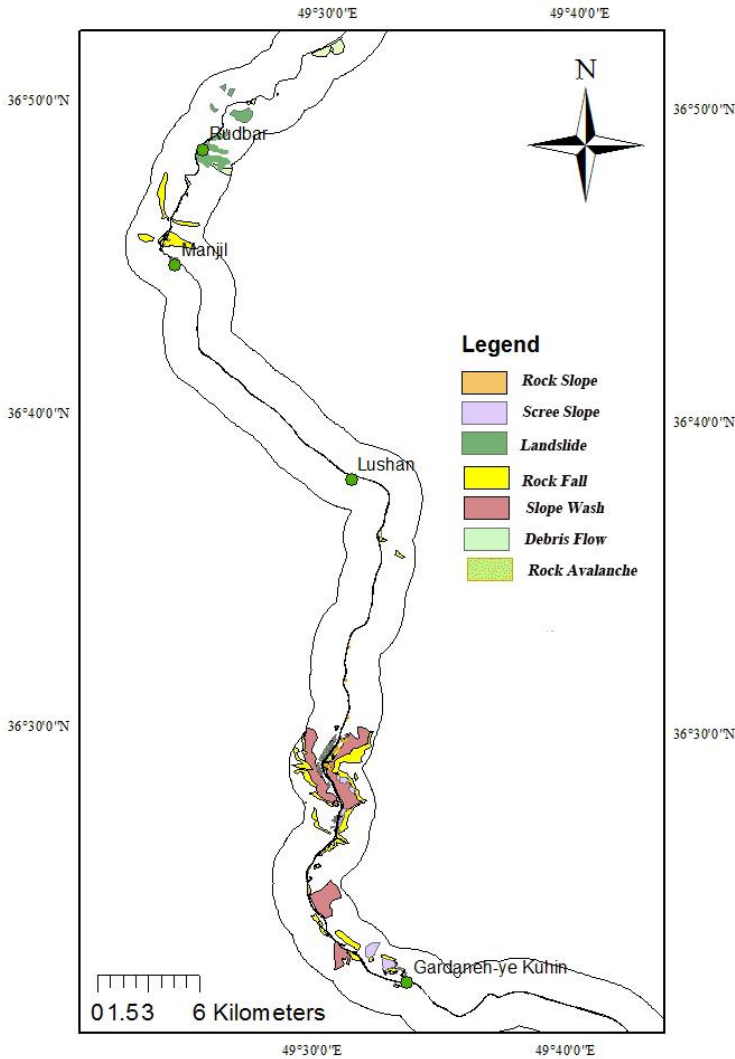 49°30'0"E
49°40'0"E
36°50'0"N
36°50'0"N
N
Rudbar
Manjil
Legend
Rock Slope
Scree Slope
Landslide
Rock Fall
Slope Wash
Debris Flow
Rock Avalanche
36°40'0"N
36°40'0"N
Lushan
36°30'0"N
36°30'0"N
Gardaneh-ye Kuhin
01.53 6 Kilometers
49°30'0"E
49°40'0"E